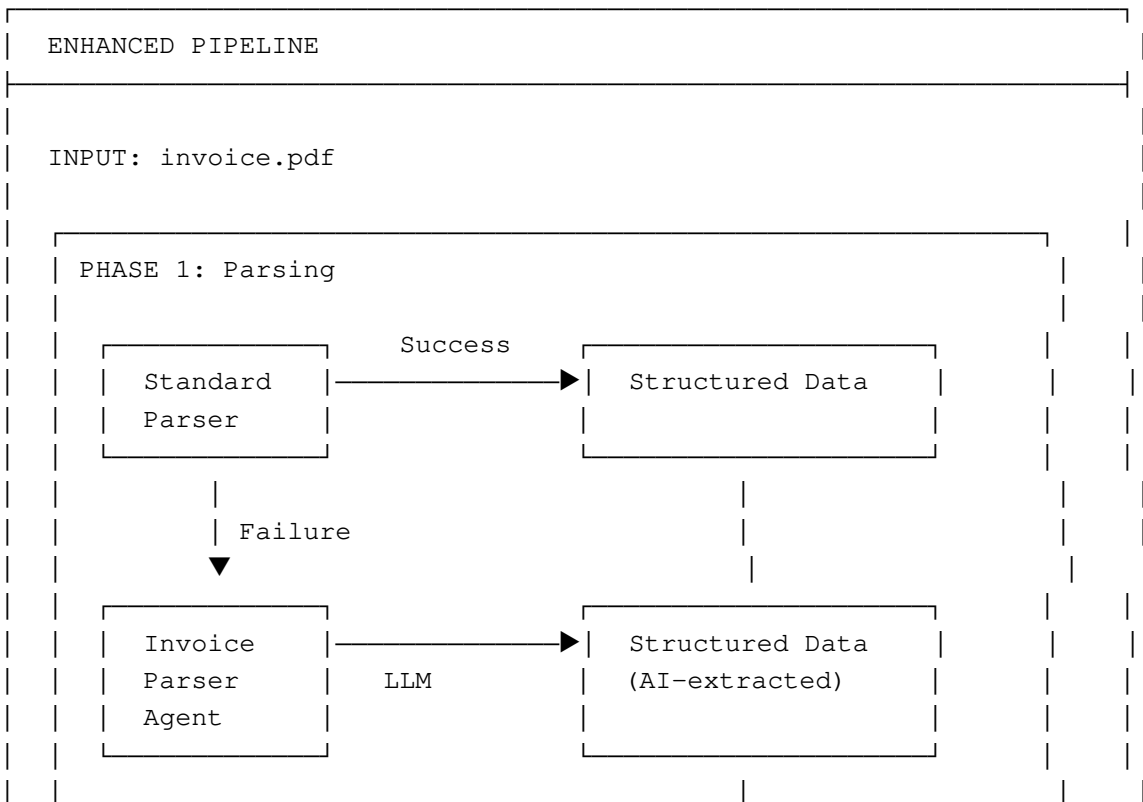 ENHANCED PIPELINE
INPUT: invoice.pdf
PHASE 1: Parsing
Success
Standard Structured Data
Parser
Failure
Invoice Structured Data
Parser LLM (AI-extracted)
Agent